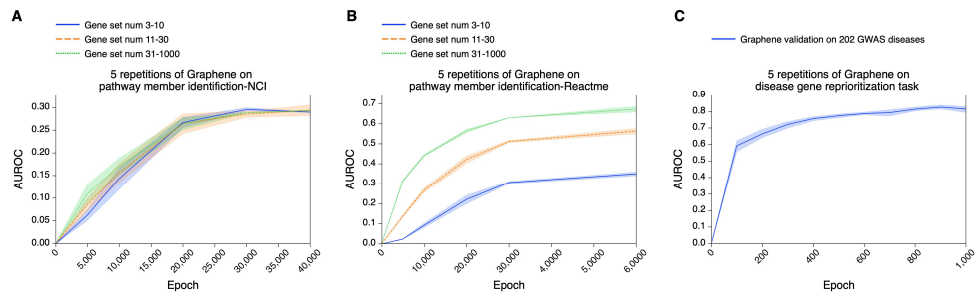 A
Gene set num 3-10
Gene set num 11-30
Gene set num 31-1000
5 repetitions of Graphene on
pathway member identifiction-NCI
AUROC
0.30
0.25
0.20
0.15
0.10
0.05
0.00
0
5,000
10,000
15,000
20,000
25,000
30,000
35,000
40,000
Epoch
B
Gene set num 3-10
Gene set num 11-30
Gene set num 31-1000
5 repetitions of Graphene on
pathway member identification-Reactme
AUROC
0.7
0.6
0.5
0.4
0.3
0.2
0.1
0.0
0
10,000
20,000
30,000
4,0000
5,0000
6,0000
Epoch
C
Graphene validation on 202 GWAS diseases
5 repetitions of Graphene on
disease gene reprioritization task
AUROC
0.9
0.8
0.7
0.6
0.5
0.4
0.3
0.2
0.1
0.0
0
200
400
600
800
1,000
Epoch